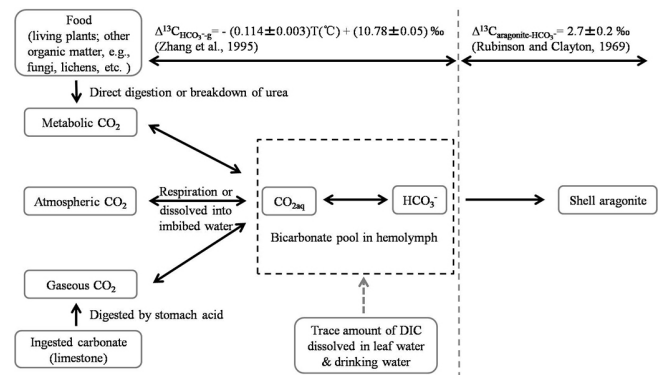 Food
(living plants; other
organic matter, e.g.,
fungi, lichens, etc. )
Δ¹³C_HCO₃⁻-g= - (0.114±0.003)T(℃) + (10.78±0.05) ‰
(Zhang et al., 1995)
Δ¹³C_aragonite-HCO₃⁻= 2.7±0.2 ‰
(Rubinson and Clayton, 1969)
Direct digestion or breakdown of urea
Metabolic CO₂
Atmospheric CO₂
Respiration or
dissolved into
imbibed water
CO₂aq
HCO₃⁻
Bicarbonate pool in hemolymph
Shell aragonite
Gaseous CO₂
Digested by stomach acid
Ingested carbonate
(limestone)
Trace amount of DIC
dissolved in leaf water
& drinking water